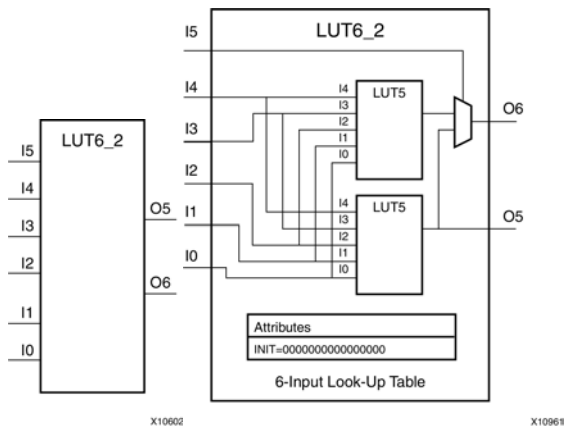 LUT6_2
I5
I4
I3
I2
I1
I0
O5
O6
X10602
LUT6_2
I5
I4
I3
I2
I1
I0
I4
I3
I2
I1
I0
LUT5
I4
I3
I2
I1
I0
LUT5
O6
O5
Attributes
INIT=0000000000000000
6-Input Look-Up Table
X10961